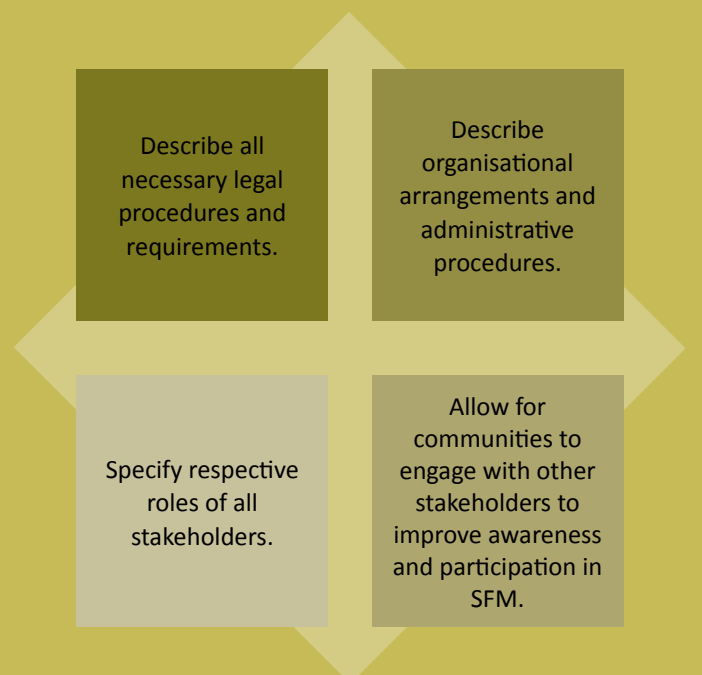 Describe all
necessary legal
procedures and
requirements.
Describe
organisational
arrangements and
administrative
procedures.
Specify respective
roles of all
stakeholders.
Allow for
communities to
engage with other
stakeholders to
improve awareness
and participation in
SFM.